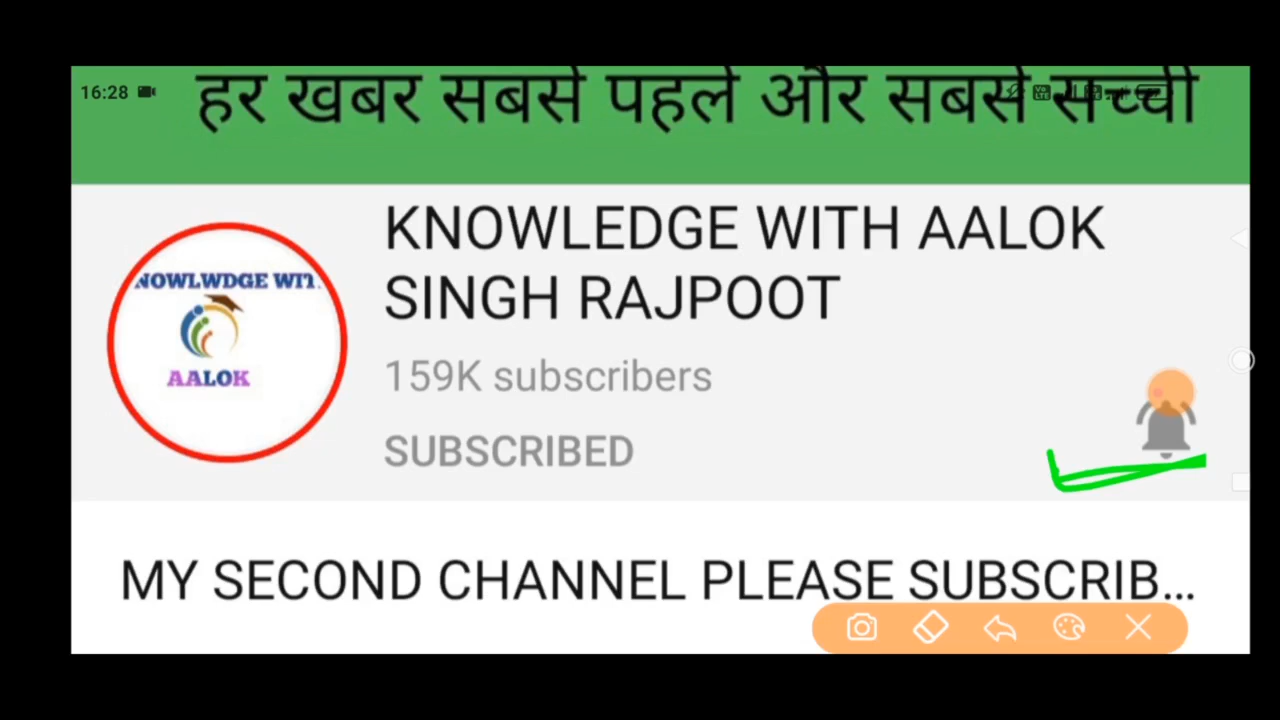 हर खबर सबसे पहले और सबसे सच्ची
16:28
KNOWLEDGE WITH AALOK
SINGH RAJPOOT
NOWLWDGE WIT
AALOK
159K subscribers
SUBSCRIBED
MY SECOND CHANNEL PLEASE SUBSCRIB...